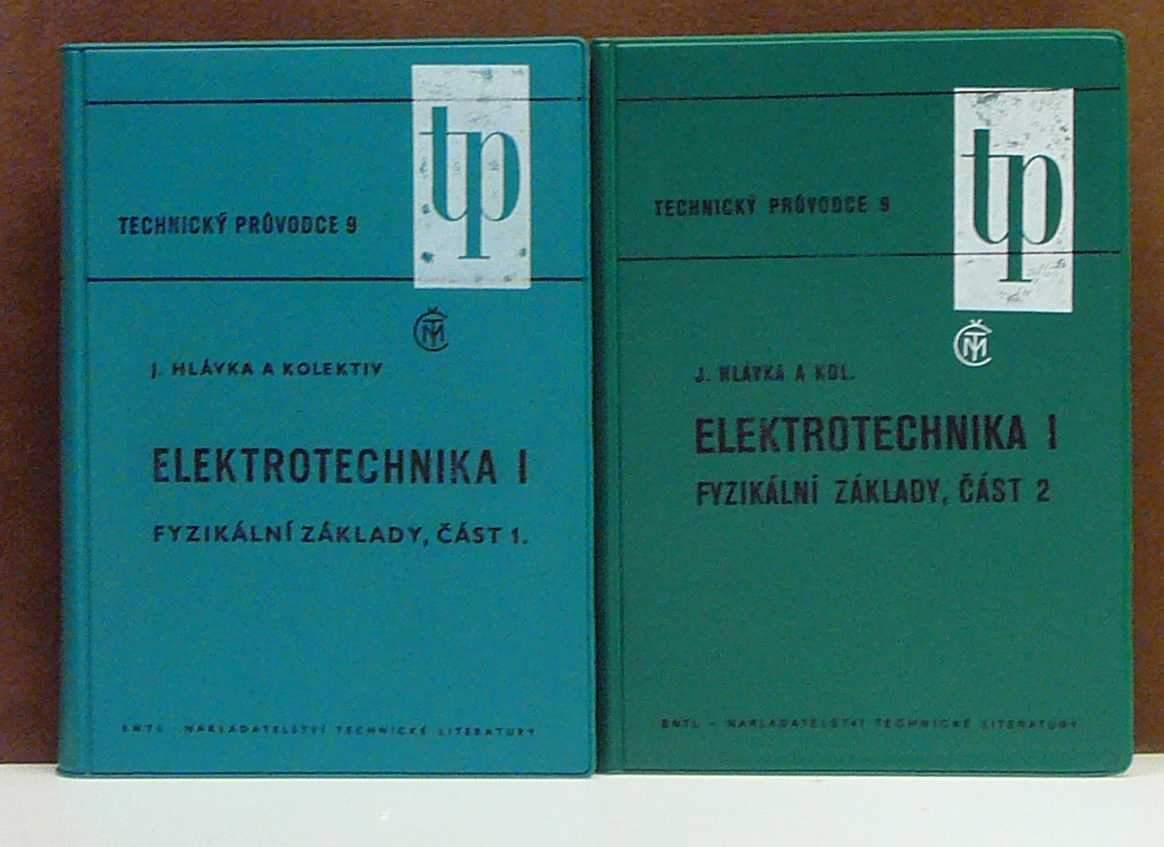 tp
TECHNICKÝ PRŮVODCE 9
J. HLÁVKA A KOLEKTIV
ELEKTROTECHNIKA I
FYZIKÁLNÍ ZÁKLADY, ČÁST 1.
SNTL - NAKLADATELSTVÍ TECHNICKÉ LITERATURY
tp
TECHNICKÝ PRŮVODCE 9
J. HLÁVKA A KOL.
ELEKTROTECHNIKA I
FYZIKÁLNÍ ZÁKLADY, ČÁST 2
SNTL - NAKLADATELSTVÍ TECHNICKÉ LITERATURY